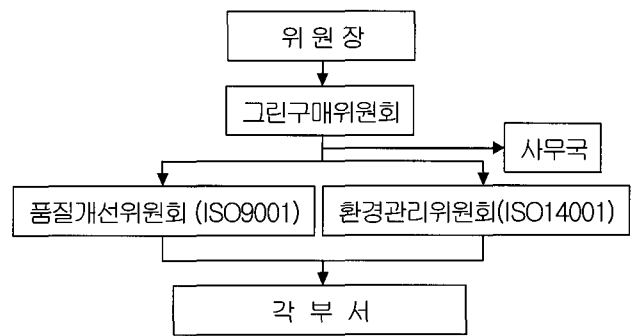 위 원 장
그린구매위원회
사무국
품질개선위원회 (ISO9001)
환경관리위원회(ISO14001)
각 부 서